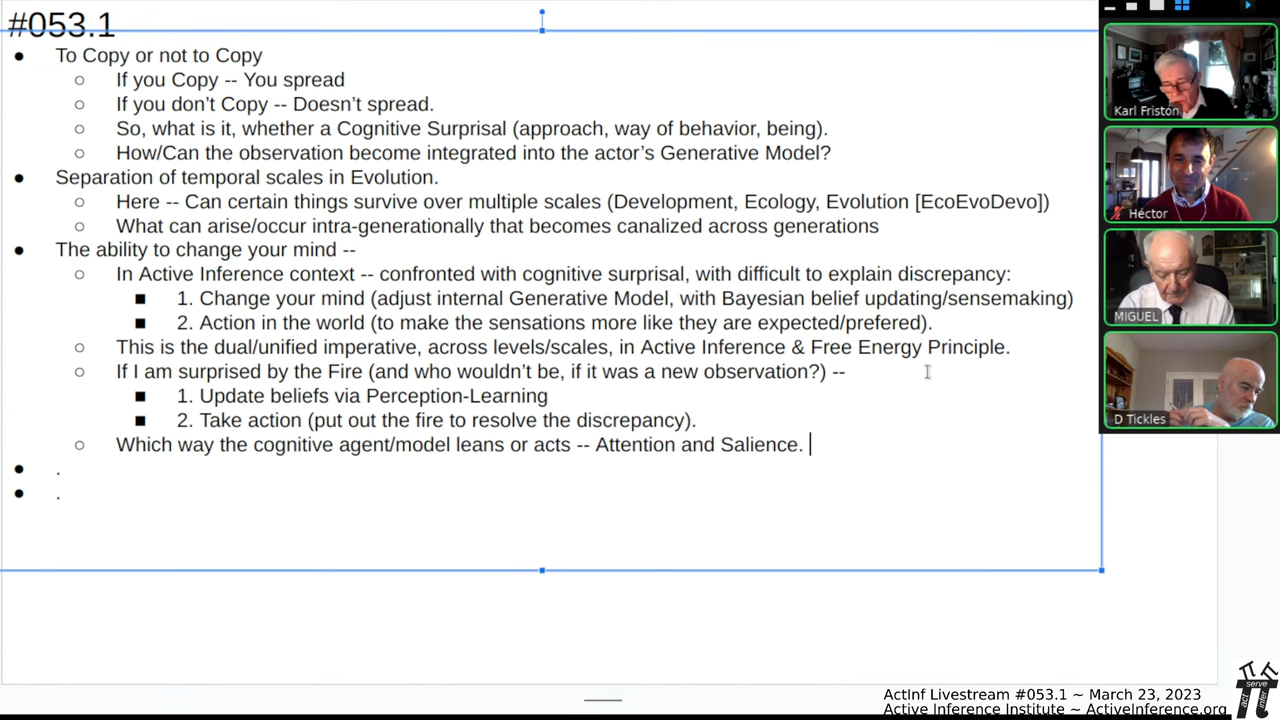 #053.1
● To Copy or not to Copy
○ If you Copy -- You spread
○ If you don’t Copy -- Doesn’t spread.
○ So, what is it, whether a Cognitive Surprisal (approach, way of behavior, being).
○ How/Can the observation become integrated into the actor’s Generative Model?
● Separation of temporal scales in Evolution.
○ Here -- Can certain things survive over multiple scales (Development, Ecology, Evolution [EcoEvoDevo])
○ What can arise/occur intra-generationally that becomes canalized across generations
● The ability to change your mind --
○ In Active Inference context -- confronted with cognitive surprisal, with difficult to explain discrepancy:
■ 1. Change your mind (adjust internal Generative Model, with Bayesian belief updating/sensemaking)
■ 2. Action in the world (to make the sensations more like they are expected/prefered).
○ This is the dual/unified imperative, across levels/scales, in Active Inference & Free Energy Principle.
○ If I am surprised by the Fire (and who wouldn’t be, if it was a new observation?) --
■ 1. Update beliefs via Perception-Learning
■ 2. Take action (put out the fire to resolve the discrepancy).
○ Which way the cognitive agent/model leans or acts -- Attention and Salience.
● .
● .
Karl Friston
Héctor
MIGUEL
D Tickles
ActInf Livestream #053.1 ~ March 23, 2023
Active Inference Institute ~ ActiveInference.org
serve
act
infer